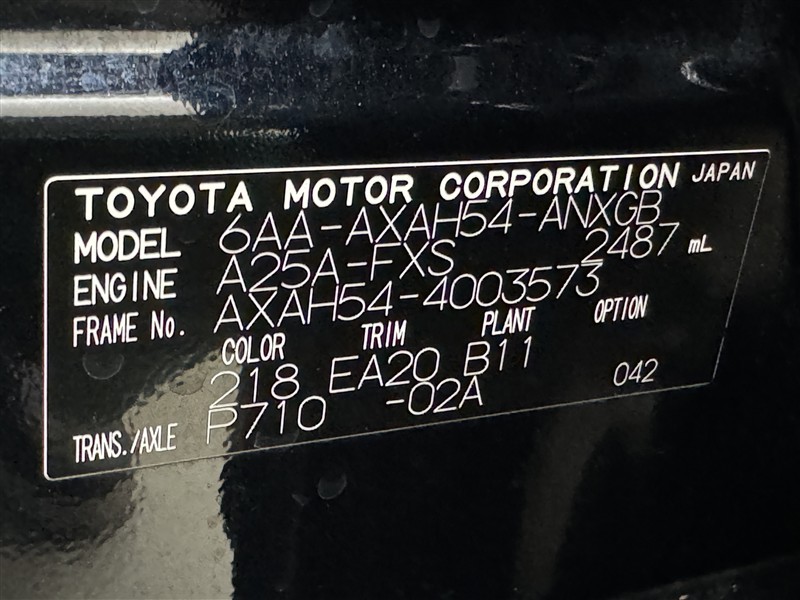 TOYOTA MOTOR CORPORATION JAPAN
MODEL 6AA-AXAH54-ANXGB
ENGINE A25A-FXS 2487 mL
FRAME No. AXAH54-4003573
COLOR TRIM PLANT OPTION
218 EA20 B11
TRANS./AXLE P710 -02A 042